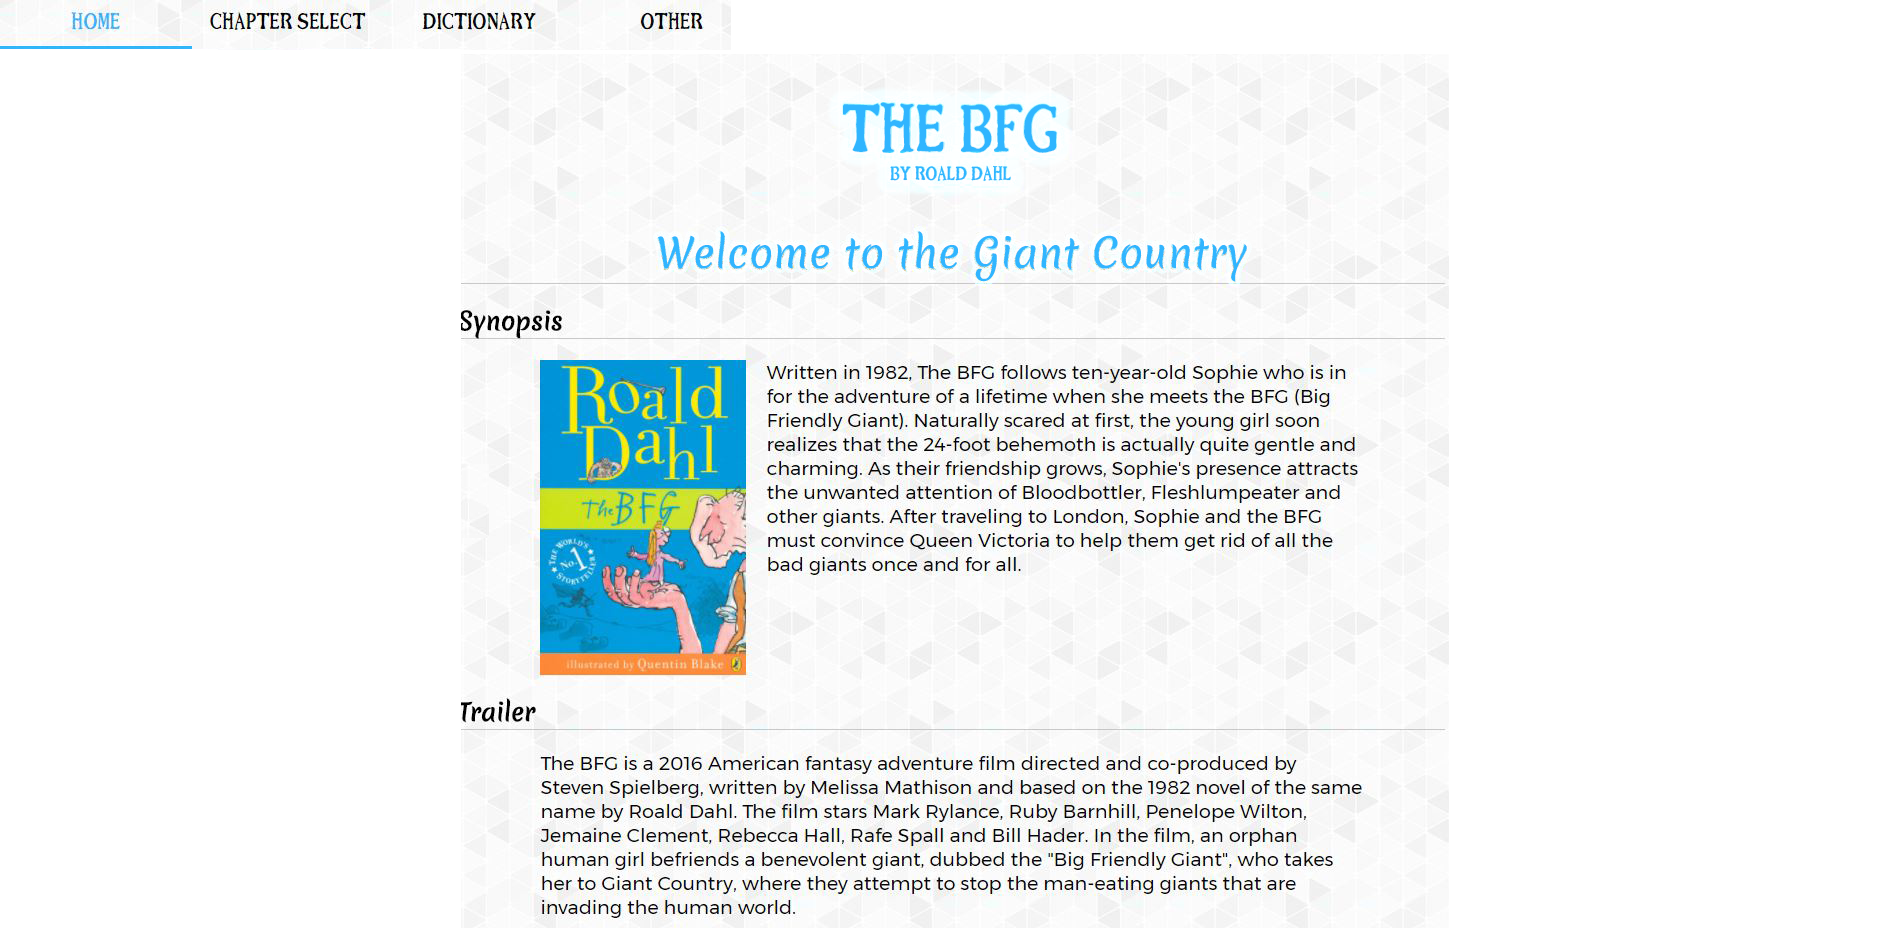 HOME CHAPTER SELECT DICTIONARY OTHER
THE BFG
BY ROALD DAHL
Welcome to the Giant Country
Synopsis
Roald
Dahl
The BFG
THE WORLD'S
No. 1
STORYTELLER
illustrated by Quentin Blake
Written in 1982, The BFG follows ten-year-old Sophie who is in
for the adventure of a lifetime when she meets the BFG (Big
Friendly Giant). Naturally scared at first, the young girl soon
realizes that the 24-foot behemoth is actually quite gentle and
charming. As their friendship grows, Sophie's presence attracts
the unwanted attention of Bloodbottler, Fleshlumpeater and
other giants. After traveling to London, Sophie and the BFG
must convince Queen Victoria to help them get rid of all the
bad giants once and for all.
Trailer
The BFG is a 2016 American fantasy adventure film directed and co-produced by
Steven Spielberg, written by Melissa Mathison and based on the 1982 novel of the same
name by Roald Dahl. The film stars Mark Rylance, Ruby Barnhill, Penelope Wilton,
Jemaine Clement, Rebecca Hall, Rafe Spall and Bill Hader. In the film, an orphan
human girl befriends a benevolent giant, dubbed the "Big Friendly Giant", who takes
her to Giant Country, where they attempt to stop the man-eating giants that are
invading the human world.